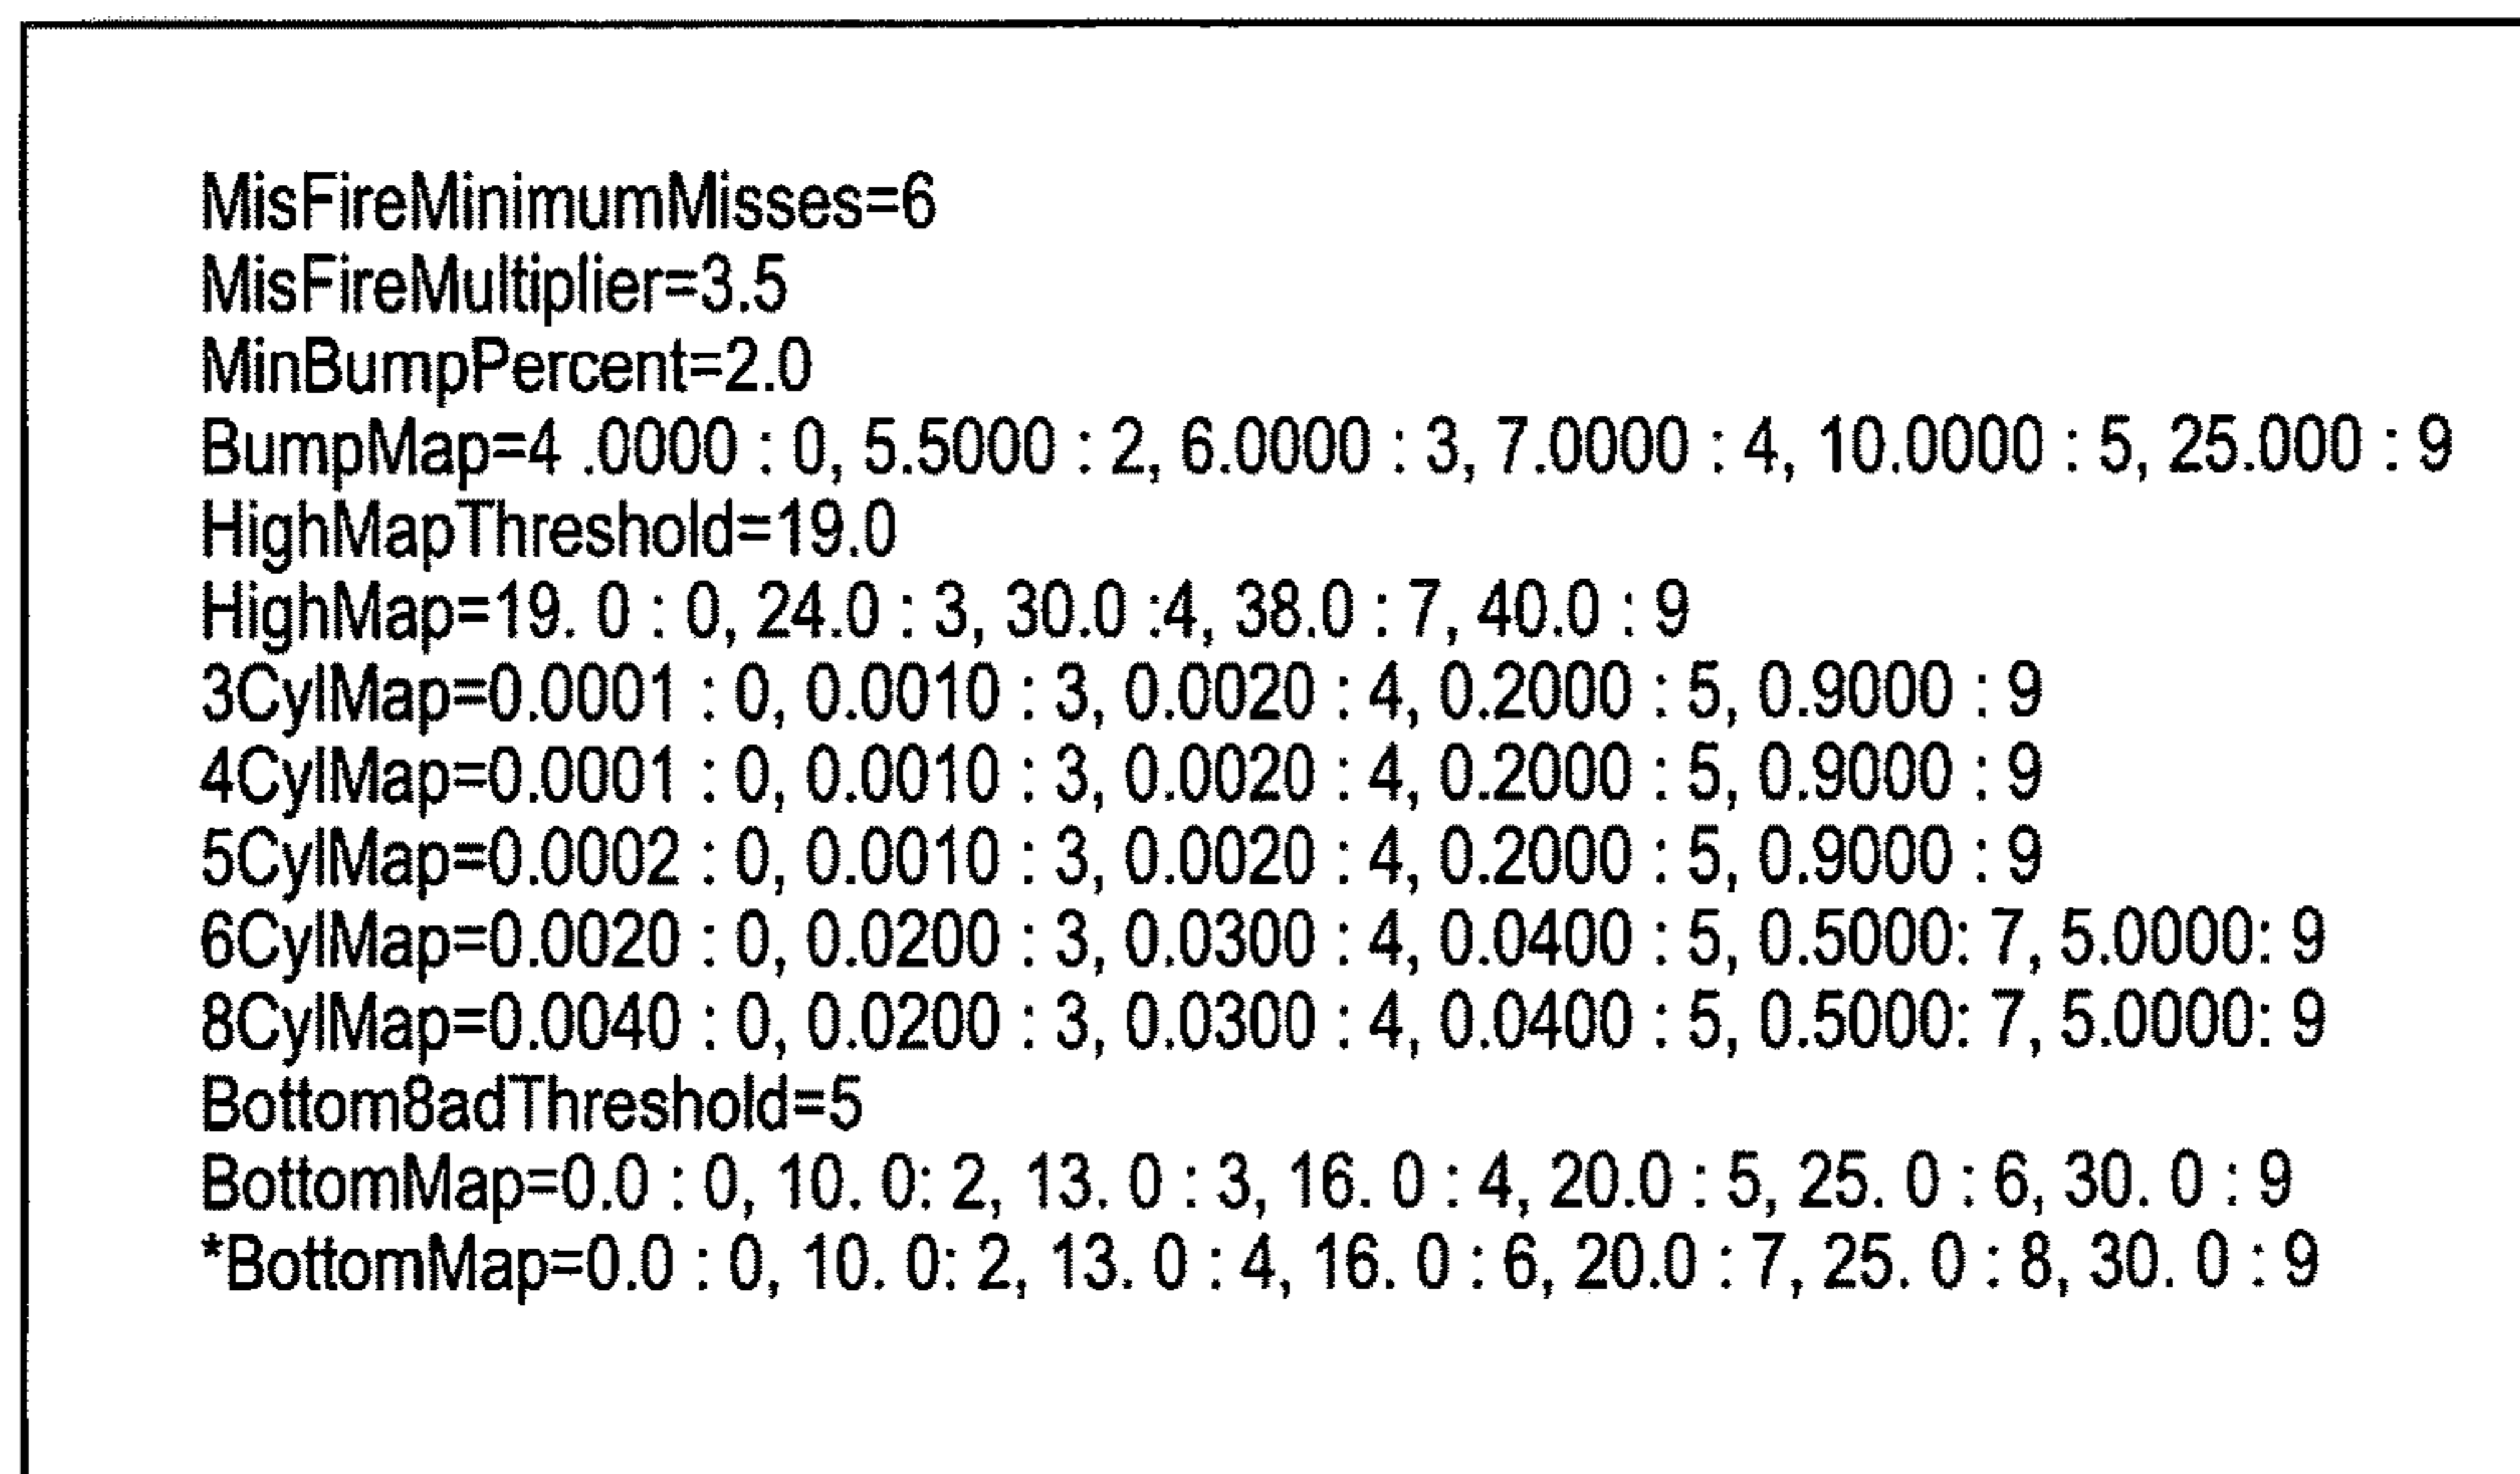 MisFireMinimumMisses=6
MisFireMultiplier=3.5
MinBumpPercent=2.0
BumpMap=4 .0000 : 0, 5.5000 : 2, 6.0000 : 3, 7.0000 : 4, 10.0000 : 5, 25.000 : 9
HighMapThreshold=19.0
HighMap=19. 0 : 0, 24.0 : 3, 30.0 :4, 38.0 : 7, 40.0 : 9
3CylMap=0.0001 : 0, 0.0010 : 3, 0.0020 : 4, 0.2000 : 5, 0.9000 : 9
4CylMap=0.0001 : 0, 0.0010 : 3, 0.0020 : 4, 0.2000 : 5, 0.9000 : 9
5CylMap=0.0002 : 0, 0.0010 : 3, 0.0020 : 4, 0.2000 : 5, 0.9000 : 9
6CylMap=0.0020 : 0, 0.0200 : 3, 0.0300 : 4, 0.0400 : 5, 0.5000: 7, 5.0000: 9
8CylMap=0.0040 : 0, 0.0200 : 3, 0.0300 : 4, 0.0400 : 5, 0.5000: 7, 5.0000: 9
Bottom8adThreshold=5
BottomMap=0.0 : 0, 10. 0: 2, 13. 0 : 3, 16. 0 : 4, 20.0 : 5, 25. 0 : 6, 30. 0 : 9
*BottomMap=0.0 : 0, 10. 0: 2, 13. 0 : 4, 16. 0 : 6, 20.0 : 7, 25. 0 : 8, 30. 0 : 9